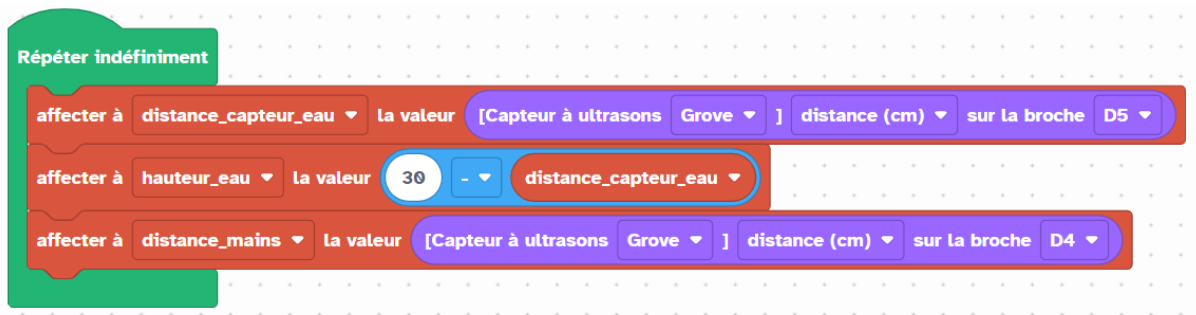 Répéter indéfiniment
affecter à distance_capteur_eau la valeur [Capteur à ultrasons Grove ] distance (cm) sur la broche D5
affecter à hauteur_eau la valeur 30 - distance_capteur_eau
affecter à distance_mains la valeur [Capteur à ultrasons Grove ] distance (cm) sur la broche D4